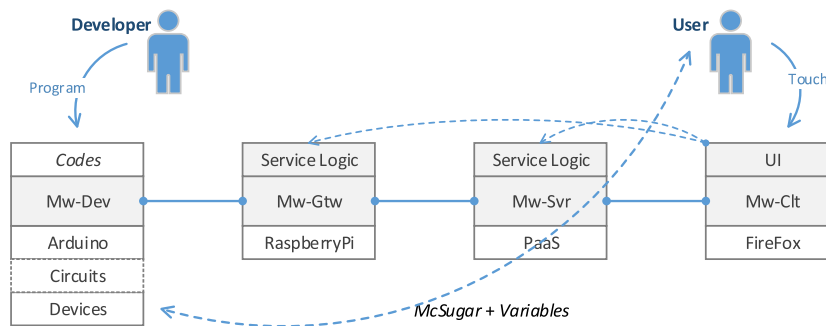 Developer
User
Program
Touch
Codes
Service Logic
Service Logic
UI
Mw-Dev
Mw-Gtw
Mw-Svr
Mw-Clt
Arduino
RaspberryPi
PaaS
FireFox
Circuits
Devices
McSugar + Variables